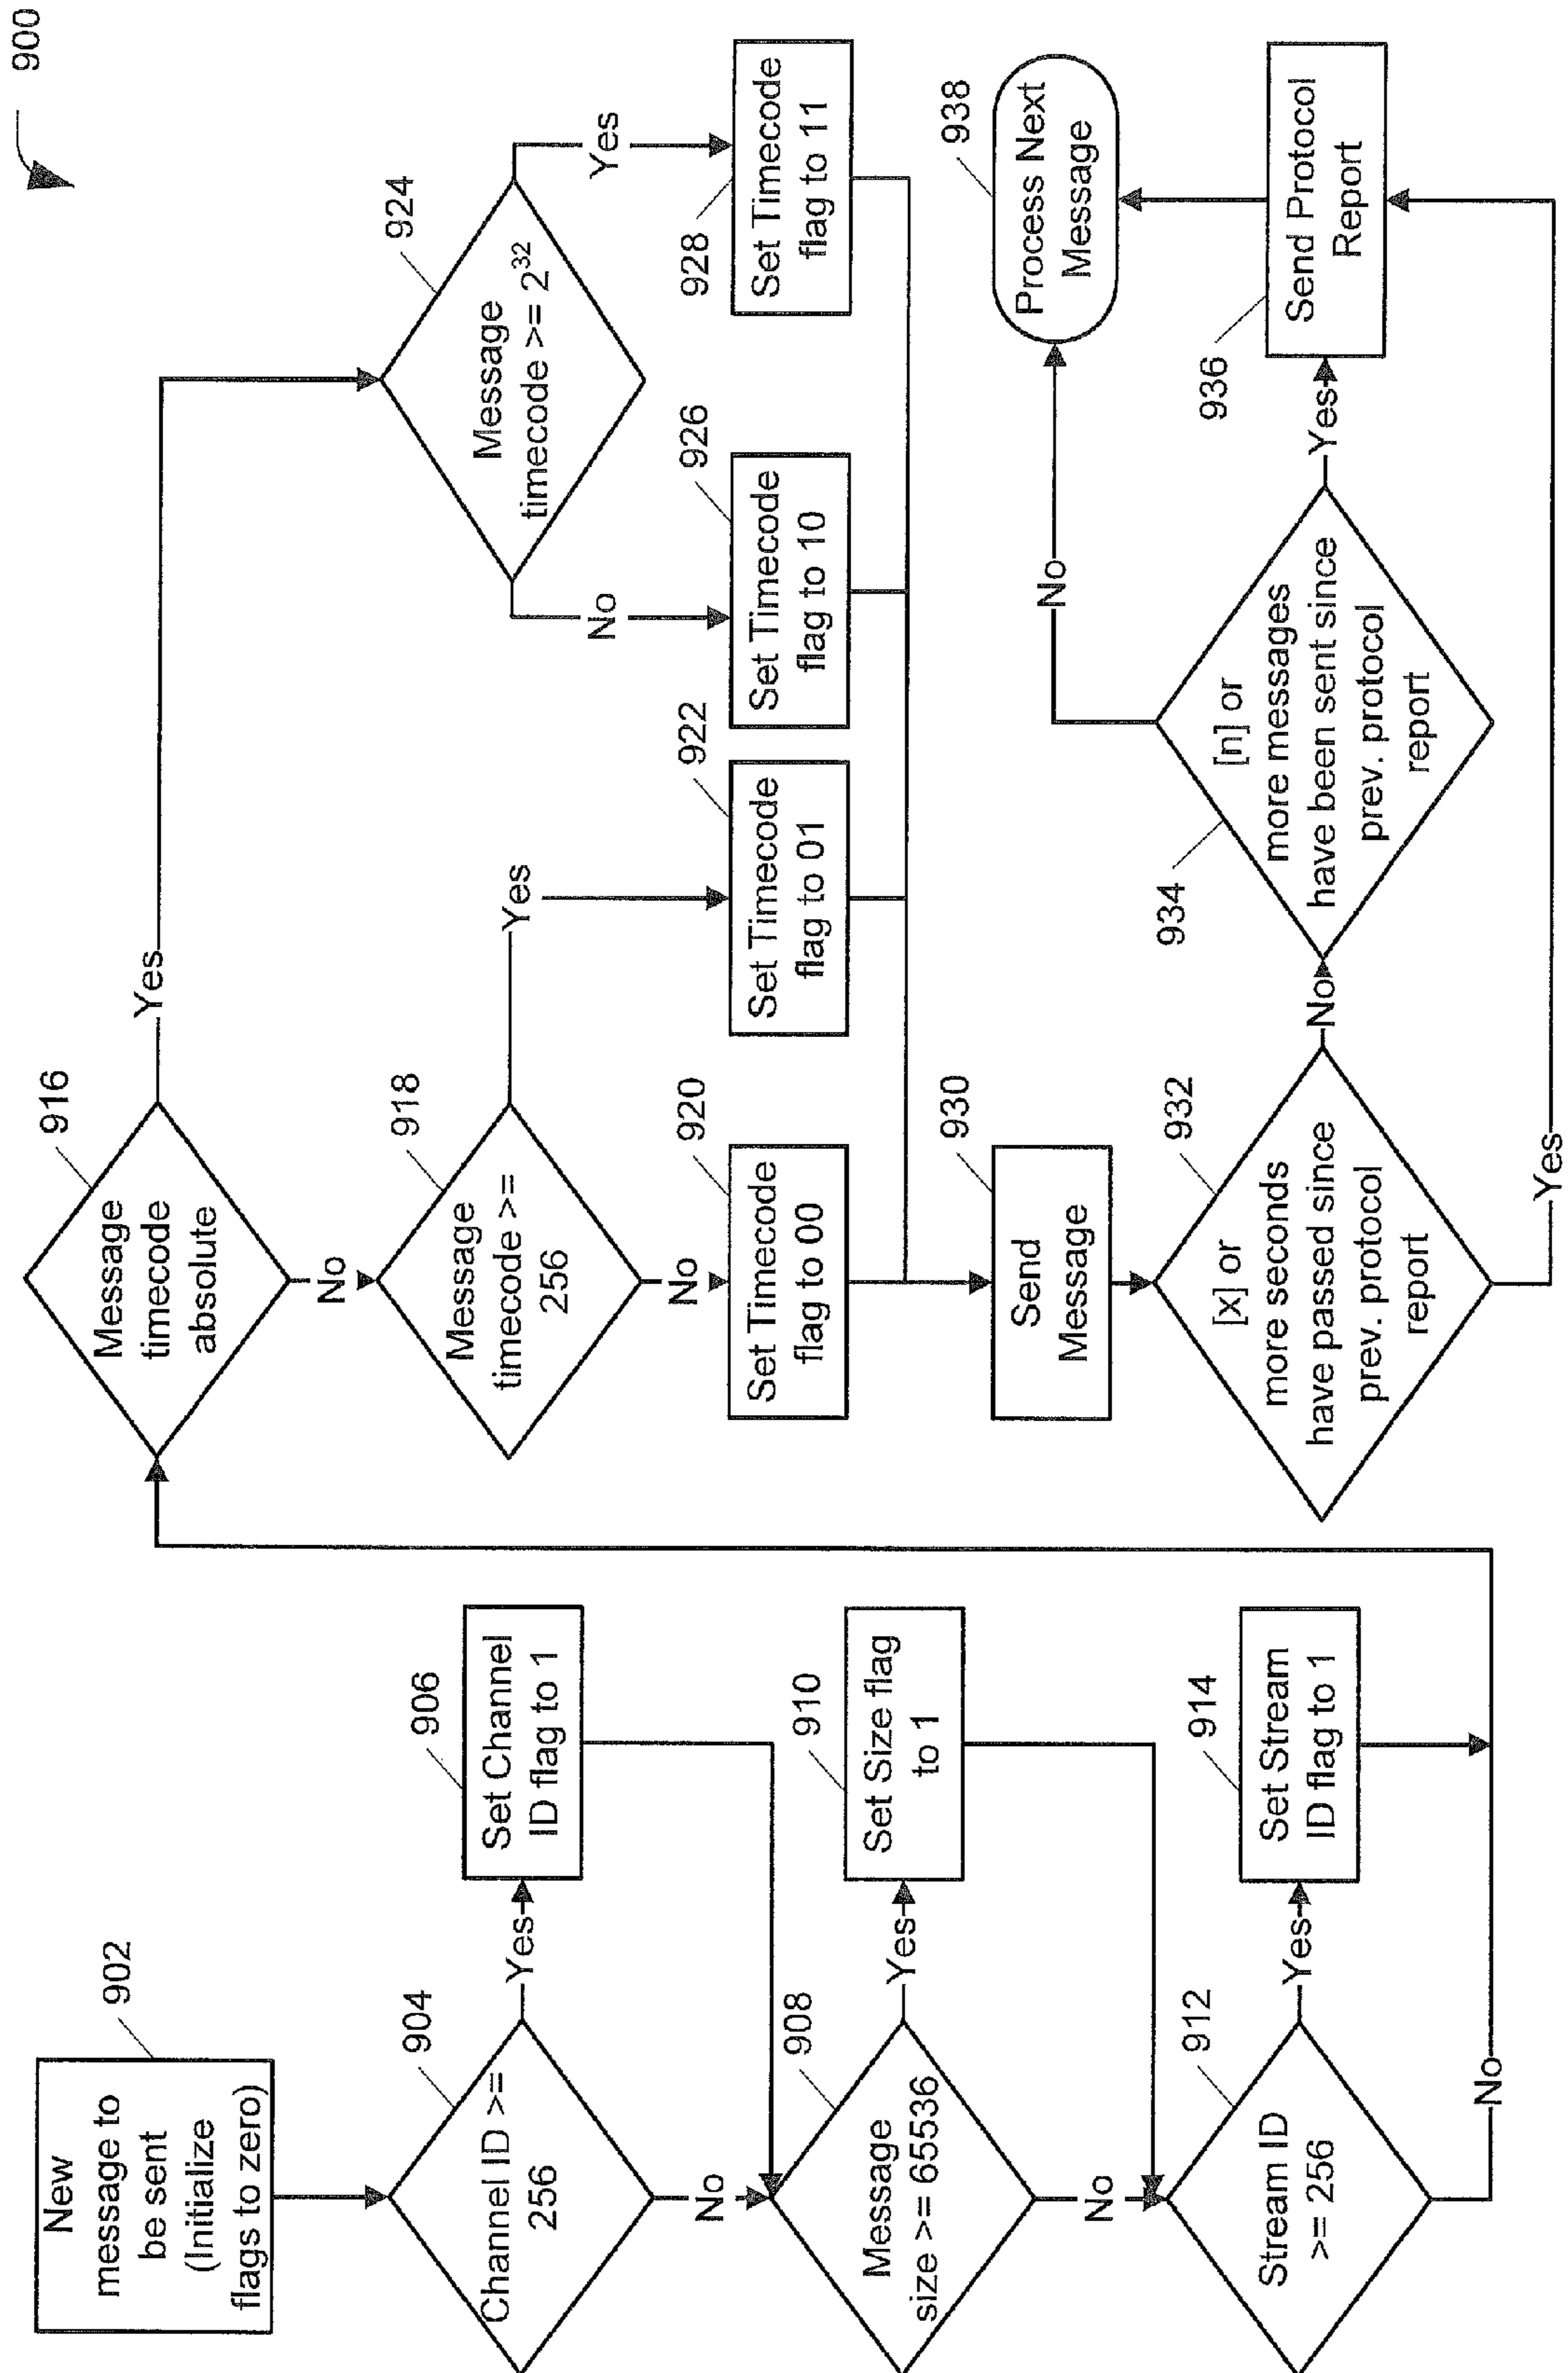 900
New
message to
be sent
(Initialize
flags to zero)
902
Channel ID >=
256
904
Yes
Set Channel
ID flag to 1
906
No
Message
size >= 65536
908
Yes
Set Size flag
to 1
910
No
Stream ID
>= 256
912
Yes
Set Stream
ID flag to 1
914
No
Message
timecode
absolute
916
Yes
No
Message
timecode >=
256
918
Yes
No
Set Timecode
flag to 00
920
Set Timecode
flag to 01
922
Message
timecode >= 2³²
924
No
Yes
Set Timecode
flag to 10
926
Set Timecode
flag to 11
928
Send
Message
930
[x] or
more seconds
have passed since
prev. protocol
report
932
No
Yes
[n] or
more messages
have been sent since
prev. protocol
report
934
No
Yes
Send Protocol
Report
936
Process Next
Message
938